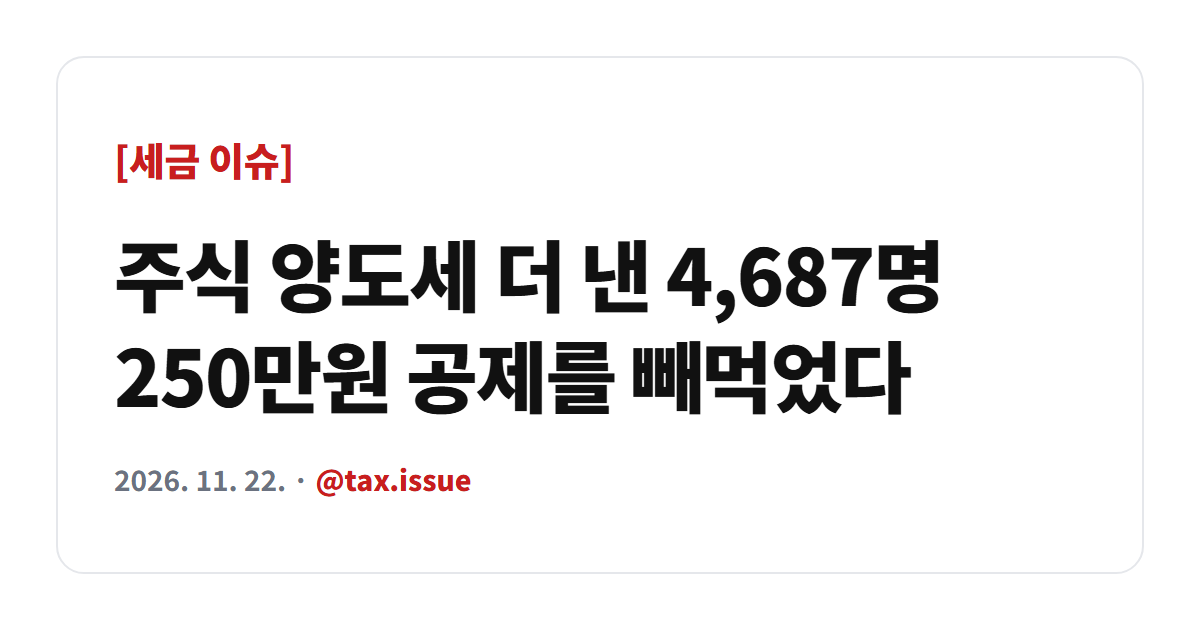 [세금 이슈]
주식 양도세 더 낸 4,687명
250만원 공제를 빼먹었다
2026. 11. 22. · @tax.issue